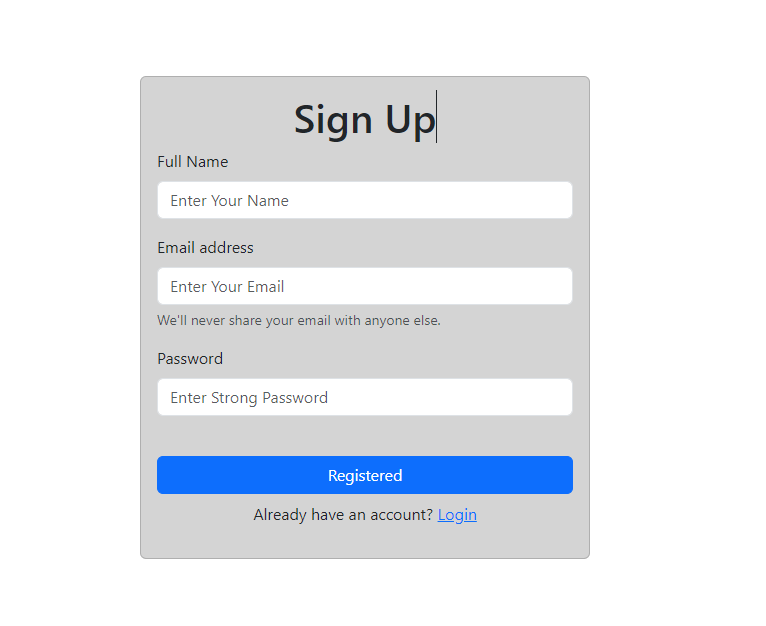 Sign Up
Full Name
Enter Your Name
Email address
Enter Your Email
We'll never share your email with anyone else.
Password
Enter Strong Password
Registered
Already have an account? Login